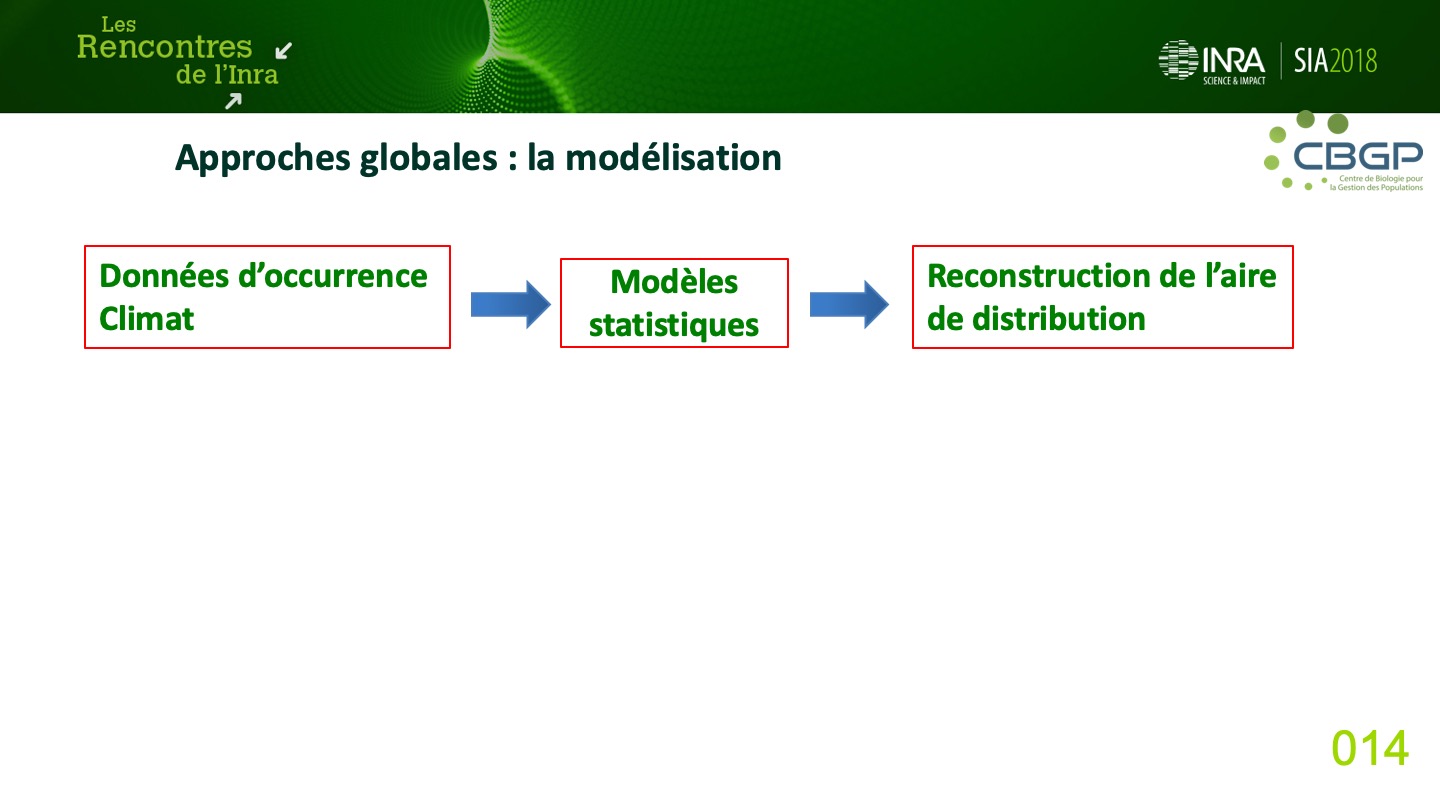 Les
Rencontres
de l'Inra
INRA
SCIENCE & IMPACT
SIA2018
CBGP
Centre de Biologie pour
la Gestion des Populations
Approches globales : la modélisation
Données d’occurrence
Climat
Modèles
statistiques
Reconstruction de l’aire
de distribution
014